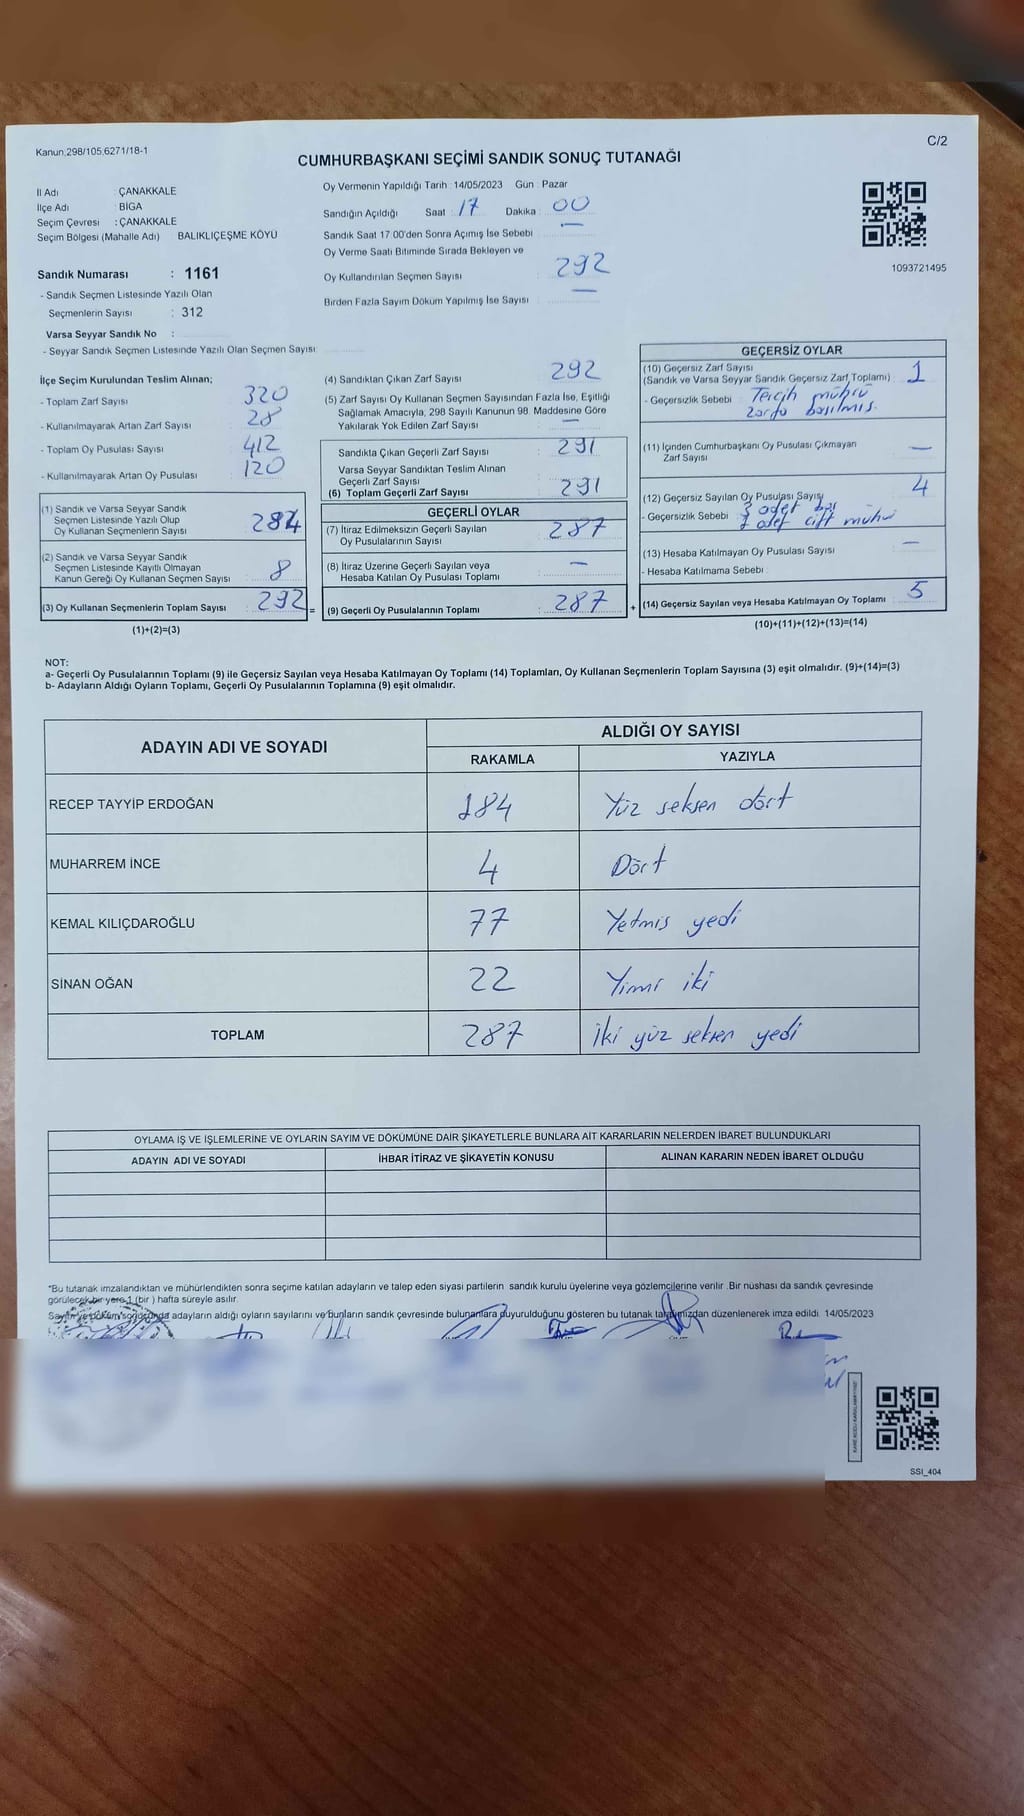 Kanun,298/105,6271/18-1
C/2
CUMHURBAŞKANI SEÇİMİ SANDIK SONUÇ TUTANAĞI
İl Adı : ÇANAKKALE
İlçe Adı : BİGA
Seçim Çevresi : ÇANAKKALE
Seçim Bölgesi (Mahalle Adı) BALIKLIÇEŞME KÖYÜ
Sandık Numarası : 1161
- Sandık Seçmen Listesinde Yazılı Olan
Seçmenlerin Sayısı : 312
Varsa Seyyar Sandık No :
- Seyyar Sandık Seçmen Listesinde Yazılı Olan Seçmen Sayısı:
Oy Vermenin Yapıldığı Tarih : 14/05/2023 Gün : Pazar
Sandığın Açıldığı Saat : 17 Dakika : 00
Sandık Saat 17:00'den Sonra Açımış İse Sebebi : —
Oy Verme Saati Bitiminde Sırada Bekleyen ve
Oy Kullandırılan Seçmen Sayısı : 292
Birden Fazla Sayım Döküm Yapılmış İse Sayısı : —
1093721495
İlçe Seçim Kurulundan Teslim Alınan;
- Toplam Zarf Sayısı : 320
- Kullanılmayarak Artan Zarf Sayısı : 28
- Toplam Oy Pusulası Sayısı : 412
- Kullanılmayarak Artan Oy Pusulası : 120
(1) Sandık ve Varsa Seyyar Sandık
Seçmen Listesinde Yazılı Olup
Oy Kullanan Seçmenlerin Sayısı : 284
(2) Sandık ve Varsa Seyyar Sandık
Seçmen Listesinde Kayıtlı Olmayan
Kanun Gereği Oy Kullanan Seçmen Sayısı : 8
(3) Oy Kullanan Seçmenlerin Toplam Sayısı : 292 =
(1)+(2)=(3)
(4) Sandıktan Çıkan Zarf Sayısı : 292
(5) Zarf Sayısı Oy Kullanan Seçmen Sayısından Fazla İse, Eşitliği
Sağlamak Amacıyla, 298 Sayılı Kanunun 98. Maddesine Göre
Yakılarak Yok Edilen Zarf Sayısı : —
Sandıkta Çıkan Geçerli Zarf Sayısı : 291
Varsa Seyyar Sandıktan Teslim Alınan
Geçerli Zarf Sayısı :
(6) Toplam Geçerli Zarf Sayısı : 291
GEÇERLİ OYLAR
(7) İtiraz Edilmeksizin Geçerli Sayılan
Oy Pusulalarının Sayısı : 287
(8) İtiraz Üzerine Geçerli Sayılan veya
Hesaba Katılan Oy Pusulası Toplamı : —
(9) Geçerli Oy Pusulalarının Toplamı : 287 +
GEÇERSİZ OYLAR
(10) Geçersiz Zarf Sayısı
(Sandık ve Varsa Seyyar Sandık Geçersiz Zarf Toplamı) : 1
- Geçersizlik Sebebi : Tercih mührü
zarfa basılmış.
(11) İçinden Cumhurbaşkanı Oy Pusulası Çıkmayan
Zarf Sayısı : —
(12) Geçersiz Sayılan Oy Pusulası Sayısı : 4
- Geçersizlik Sebebi : 3 adet boş
1 adet çift mühür
(13) Hesaba Katılmayan Oy Pusulası Sayısı : —
- Hesaba Katılmama Sebebi :
(14) Geçersiz Sayılan veya Hesaba Katılmayan Oy Toplamı : 5
(10)+(11)+(12)+(13)=(14)
NOT:
a- Geçerli Oy Pusulalarının Toplamı (9) ile Geçersiz Sayılan veya Hesaba Katılmayan Oy Toplamı (14) Toplamları, Oy Kullanan Seçmenlerin Toplam Sayısına (3) eşit olmalıdır. (9)+(14)=(3)
b- Adayların Aldığı Oyların Toplamı, Geçerli Oy Pusulalarının Toplamına (9) eşit olmalıdır.
ADAYIN ADI VE SOYADI
ALDIĞI OY SAYISI
RAKAMLA YAZIYLA
RECEP TAYYİP ERDOĞAN 184 Yüz seksen dört
MUHARREM İNCE 4 Dört
KEMAL KILIÇDAROĞLU 77 Yetmiş yedi
SİNAN OĞAN 22 Yirmi iki
TOPLAM 287 İki yüz seksen yedi
OYLAMA İŞ VE İŞLEMLERİNE VE OYLARIN SAYIM VE DÖKÜMÜNE DAİR ŞİKAYETLERLE BUNLARA AİT KARARLARIN NELERDEN İBARET BULUNDUKLARI
ADAYIN ADI VE SOYADI İHBAR İTİRAZ VE ŞİKAYETİN KONUSU ALINAN KARARIN NEDEN İBARET OLDUĞU
*Bu tutanak imzalandıktan ve mühürlendikten sonra seçime katılan adayların ve talep eden siyasi partilerin sandık kurulu üyelerine veya gözlemcilerine verilir .Bir nüshası da sandık çevresinde
görülecek bir yere 1 (bir ) hafta süreyle asılır.
adayların aldığı oyların sayılarını ve bunların sandık çevresinde bulunanlara duyurulduğunu gösteren bu tutanak tarafımızdan düzenlenerek imza edildi. 14/05/2023
SSI_404